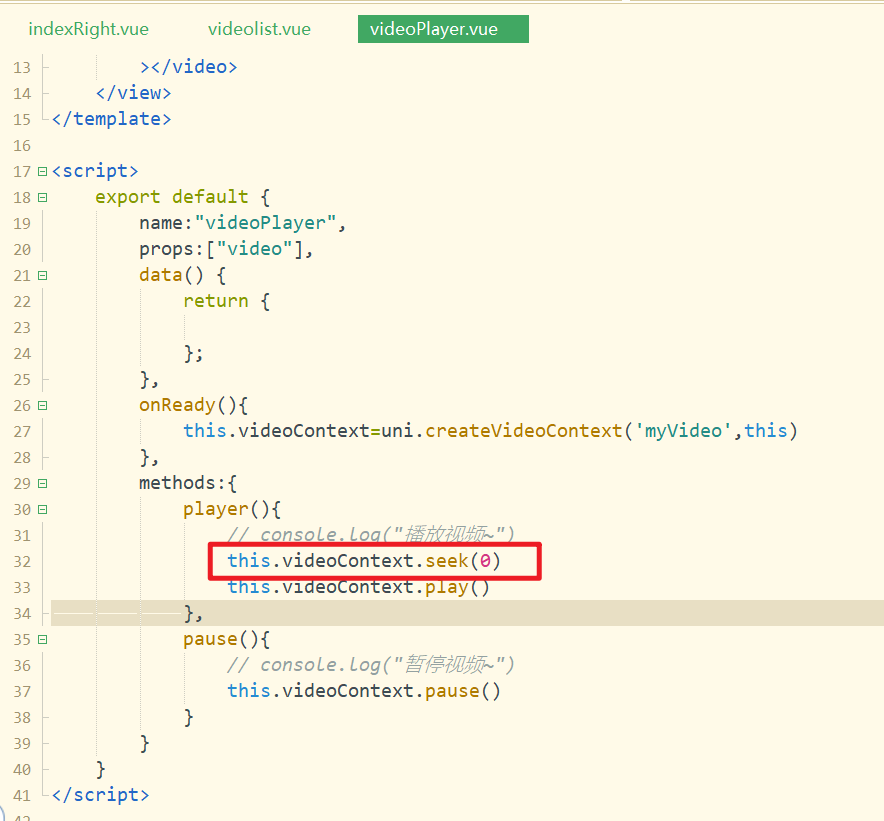 indexRight.vue videolist.vue videoPlayer.vue
13 ></video>
14 </view>
15 </template>
16
17 <script>
18 export default {
19 name:"videoPlayer",
20 props:["video"],
21 data() {
22 return {
23
24 };
25 },
26 onReady(){
27 this.videoContext=uni.createVideoContext('myVideo',this)
28 },
29 methods:{
30 player(){
31 // console.log("播放视频~")
32 this.videoContext.seek(0)
33 this.videoContext.play()
34 },
35 pause(){
36 // console.log("暂停视频~")
37 this.videoContext.pause()
38 }
39 }
40 }
41 </script>
42